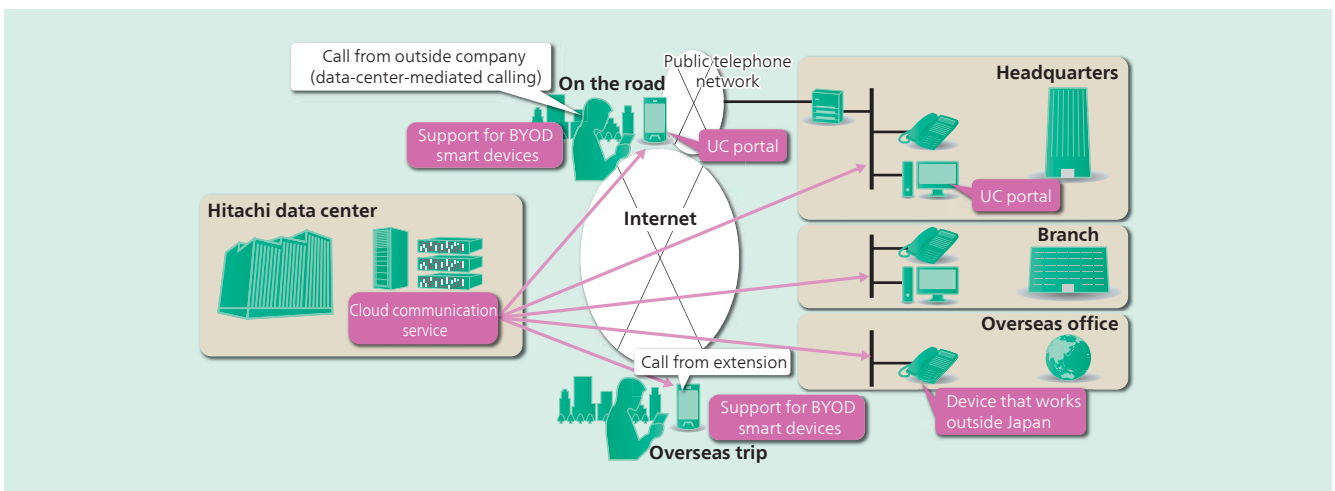 Call from outside company
(data-center-mediated calling)
On the road
Public telephone
network
Headquarters
Support for BYOD
smart devices
UC portal
UC portal
Hitachi data center
Internet
Branch
Cloud communication
service
Overseas office
Call from extension
Support for BYOD
smart devices
Device that works
outside Japan
Overseas trip